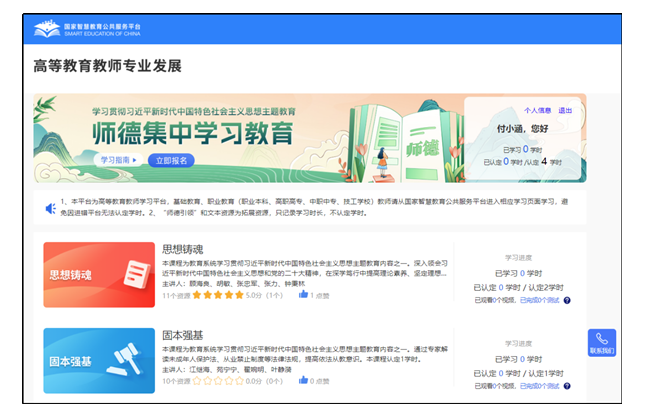 国家智慧教育公共服务平台
SMART EDUCATION OF CHINA
高等教育教师专业发展
学习贯彻习近平新时代中国特色社会主义思想主题教育
师德集中学习教育
学习指南
立即报名
师德
个人信息 退出
付小涵，您好
已学习 0 学时
已认定 0 学时 /认定 4 学时
1、本平台为高等教育教师学习平台，基础教育、职业教育（职业本科、高职高专、中职中专、技工学校）教师请从国家智慧教育公共服务平台进入相应学习页面学习，避
免因进错平台无法认定学时。2、“师德引领”和文本资源为拓展资源，只记录学习时长，不认定学时。
思想铸魂
思想铸魂
本课程为教育系统学习贯彻习近平新时代中国特色社会主义思想主题教育内容之一。深入领会习
近平新时代中国特色社会主义思想和党的二十大精神，在深学笃行中提高理论素养、坚定理想...
主讲人：顾海良、胡敏、张志军、张力、钟秉林
11个资源 5.0分（1个） 1 点赞
学习进度
已学习 0 学时
已认定 0 学时 / 认定2学时
已观看0个视频，已完成0个测试
固本强基
固本强基
本课程为教育系统学习贯彻习近平新时代中国特色社会主义思想主题教育内容之一。通过专家解
读未成年人保护法、从业禁止制度等法律法规，提高依法从教意识。本课程认定1学时。
主讲人：江继海、苑宁宁、翟婉明、叶静漪
10个资源 0.0分（0个） 0 点赞
学习进度
已学习 0 学时
已认定 0 学时 / 认定1学时
已观看0个视频，已完成0个测试
联系我们